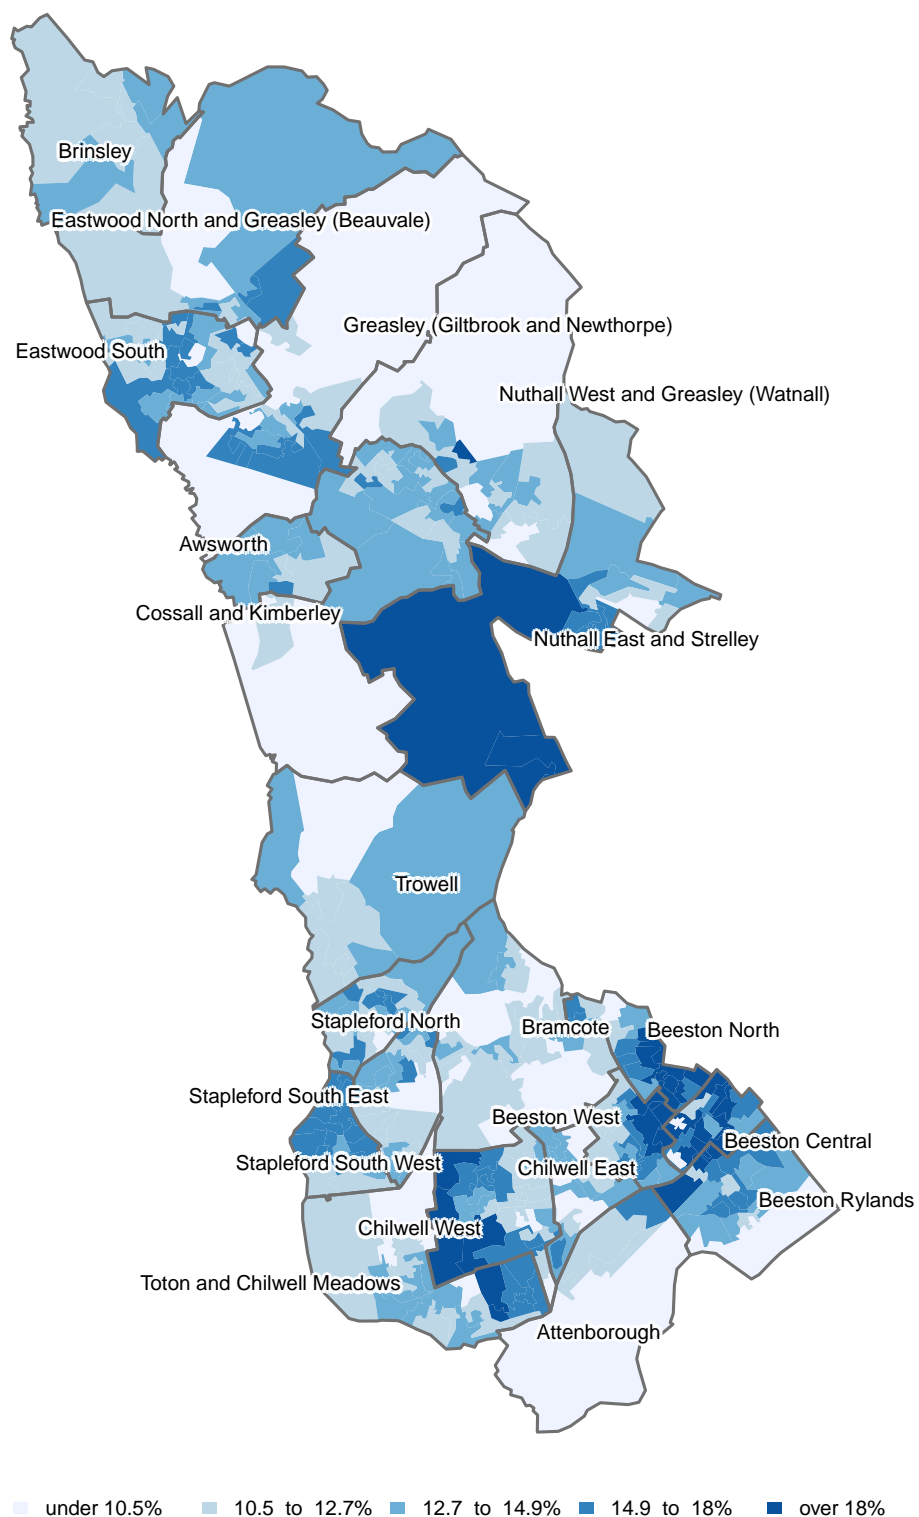 Brinsley
Eastwood North and Greasley (Beauvale)
Greasley (Giltbrook and Newthorpe)
Eastwood South
Nuthall West and Greasley (Watnall)
Awsworth
Cossall and Kimberley
Nuthall East and Strelley
Trowell
Stapleford North
Bramcote
Beeston North
Stapleford South East
Beeston West
Beeston Central
Stapleford South West
Chilwell East
Beeston Rylands
Chilwell West
Toton and Chilwell Meadows
Attenborough
under 10.5% 10.5 to 12.7% 12.7 to 14.9% 14.9 to 18% over 18%